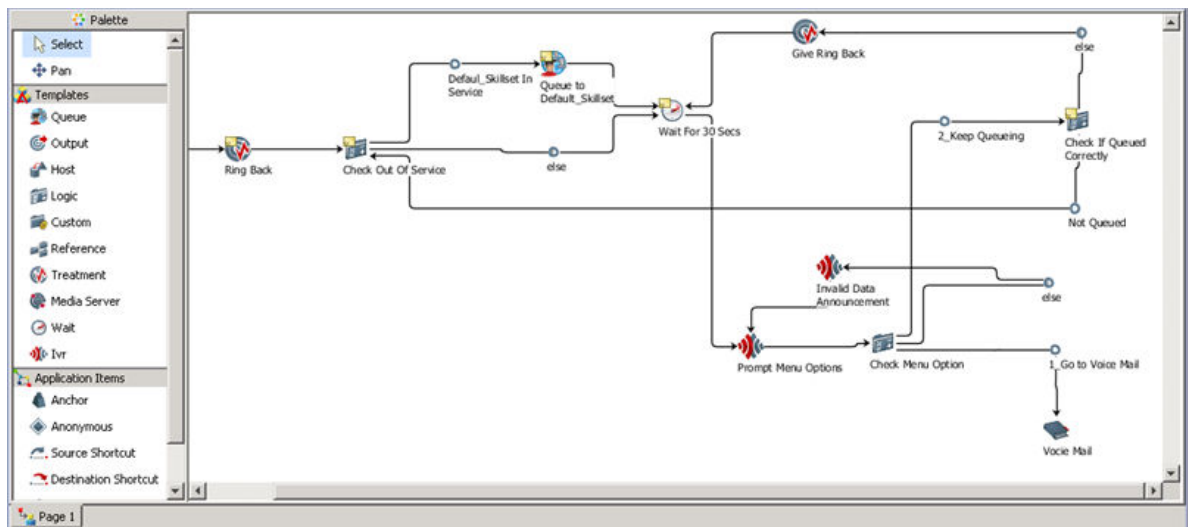 Palette
Select
Pan
Templates
Queue
Output
Host
Logic
Custom
Reference
Treatment
Media Server
Wait
Ivr
Application Items
Anchor
Anonymous
Source Shortcut
Destination Shortcut
Page 1
Ring Back
Check Out Of Service
Defaul_Skillset In
Service
Queue to
Default_Skillset
else
Wait For 30 Secs
Give Ring Back
else
2_Keep Queueing
Check If Queued
Correctly
Not Queued
Invalid Data
Announcement
else
Prompt Menu Options
Check Menu Option
1_Go to Voice Mail
Vocie Mail